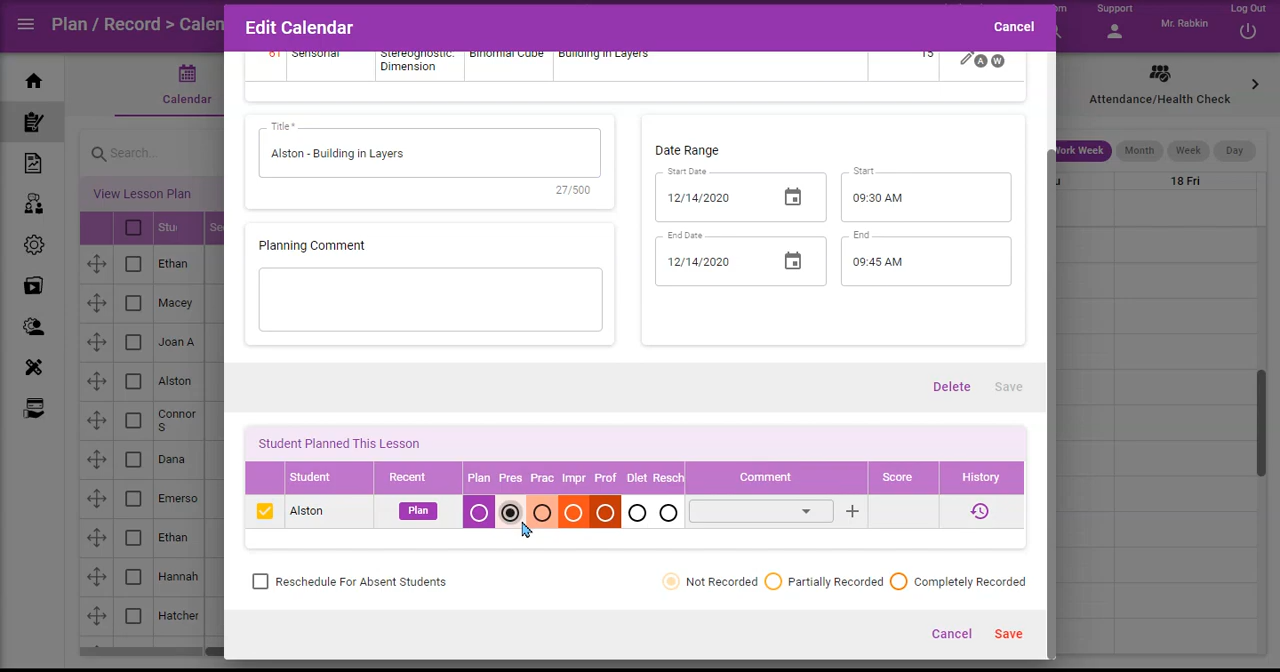 Plan / Record > Calen
Edit Calendar
Cancel
Support
Mr. Rabkin
Log Out
61 Sensorial Stereognostic: Binomial Cube Building in Layers 15
Dimension
A W
Calendar
Attendance/Health Check
Search...
Work Week Month Week Day
18 Fri
View Lesson Plan
Stu
Se
Ethan
Macey
Joan A
Alston
Connor
S
Dana
Emerso
Ethan
Hannah
Hatcher
Title *
Alston - Building in Layers
27/500
Planning Comment
Date Range
Start Date
12/14/2020
Start
09:30 AM
End Date
12/14/2020
End
09:45 AM
Delete Save
Student Planned This Lesson
Student Recent Plan Pres Prac Impr Prof Dlet Resch Comment Score History
Alston Plan
Reschedule For Absent Students
Not Recorded Partially Recorded Completely Recorded
Cancel Save